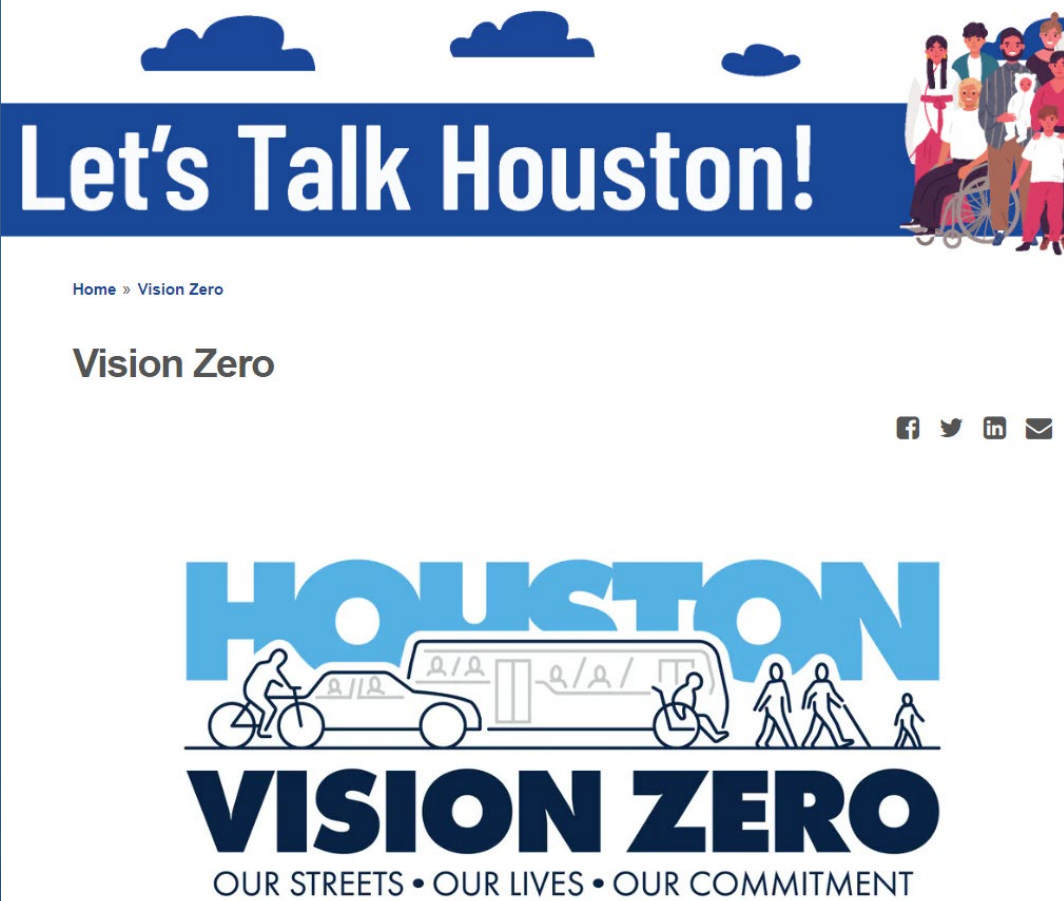 Let's Talk Houston!
Home » Vision Zero
Vision Zero
HOUSTON
VISION ZERO
OUR STREETS • OUR LIVES • OUR COMMITMENT